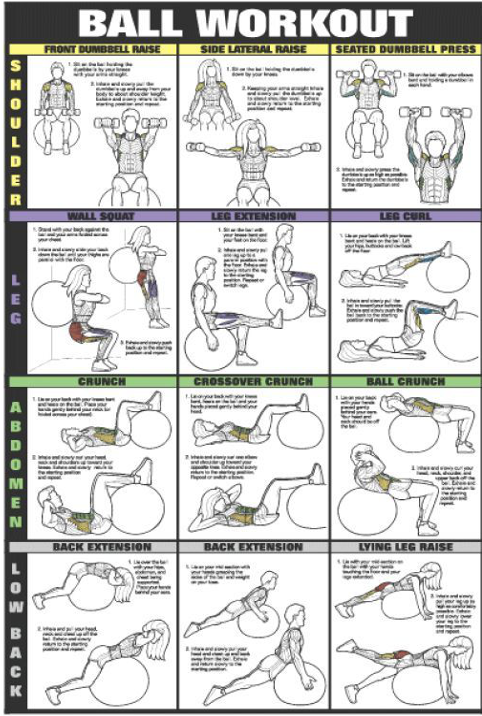 BALL WORKOUT
FRONT DUMBBELL RAISE
SIDE LATERAL RAISE
SEATED DUMBBELL PRESS
SHOULDER
1. Sit on the ball holding the
dumbbells by your knees
with your arms straight.
2. Inhale and slowly pull the
dumbbells up and away from your
body to about shoulder level.
Exhale and slowly return to the
starting position and repeat.
1. Sit on the ball holding the dumbbells
down by your knees.
2. Keeping your arms straight inhale
and slowly pull the dumbbells up
to about shoulder level. Exhale
and slowly return to the starting
position and repeat.
1. Sit on the ball with your elbows
bent and holding a dumbbell in
each hand.
2. Inhale and slowly press the
dumbbells up as high as possible.
Exhale and return the dumbbells
to the starting position and
repeat.
WALL SQUAT
LEG EXTENSION
LEG CURL
LEG
1. Stand with your back against the
ball and your arms folded across
your chest.
2. Inhale and slowly slide your back
down the ball until your thighs are
parallel with the floor.
3. Exhale and slowly push
back up to the starting
position and repeat.
1. Sit on the ball with your
knees bent and
your feet on the floor.
2. Inhale and slowly pull
one leg up to a
parallel position with
the floor. Exhale and
slowly return the leg
to the starting
position. Repeat or
switch legs.
1. Lie on your back with your knees
bent and heels on the ball. Lift
your hips, buttocks and low back
off the floor.
2. Inhale and slowly pull the
ball in toward your buttocks.
Exhale and slowly push the
ball back to the starting
position and repeat.
CRUNCH
CROSSOVER CRUNCH
BALL CRUNCH
ABDOMEN
1. Lie on your back with your knees bent
and heels on the ball. Place your
hands gently behind your neck (or
folded across your chest).
2. Inhale and slowly curl your head,
neck and shoulders up toward your
knees. Exhale and slowly return to
the starting position
and repeat.
1. Lie on your back with your knees
bent, heels on the ball and your
hands placed gently behind your
head.
2. Inhale and slowly curl one elbow
and shoulder up toward your
opposite knee. Exhale and slowly
return to the starting position.
Repeat or switch elbows.
1. Lie on your back
with your hands
placed gently
behind your ears.
Your head and
neck should be off
the ball.
2. Inhale and slowly curl your
head, neck, shoulder, and
upper back off the
ball. Exhale and
slowly return to
the starting
position and
repeat.
BACK EXTENSION
BACK EXTENSION
LYING LEG RAISE
LOW BACK
1. Lie over the ball
with your hips,
abdomen, and
chest being
supported.
Place your hands
behind your ears.
2. Inhale and pull your head,
neck and chest up off the
ball. Exhale and slowly
return to the starting
position and repeat.
1. Lie on your mid section with your
hands grasping the
sides of the ball and weight
on your toes.
2. Inhale and slowly pull your
head and chest up and back
away from the ball. Exhale
and return slowly to the
starting position and repeat.
1. Lie with your mid section on
the ball with your hands
touching the floor and your
legs extended.
2. Inhale and slowly
pull your leg up as
high as comfortably
possible. Exhale
and slowly lower
your leg to the
starting position
and repeat.